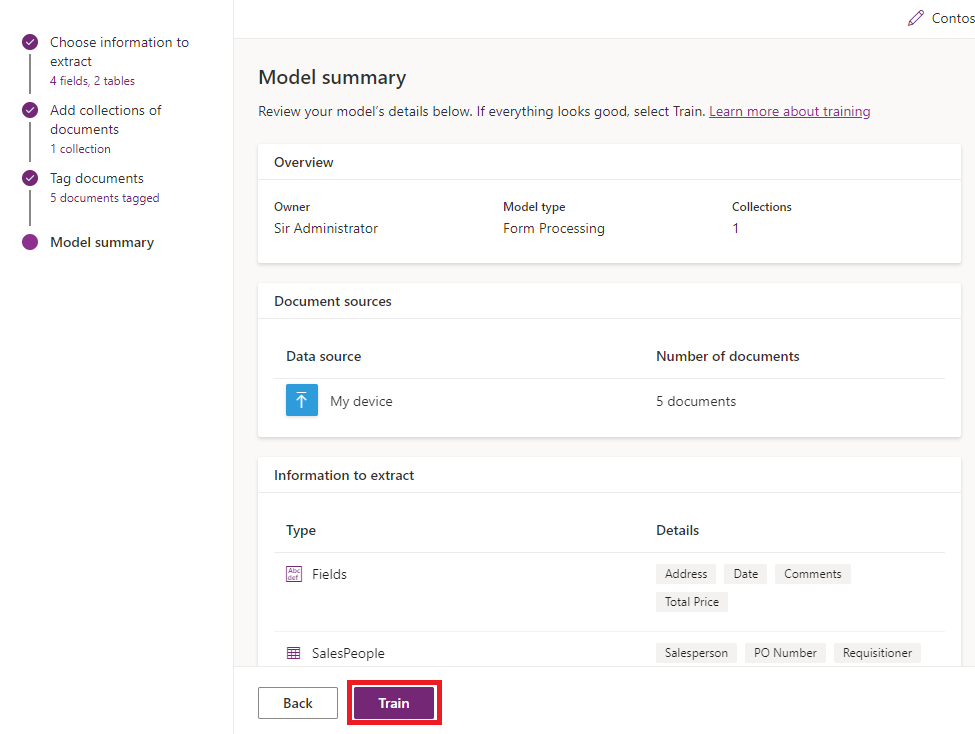 Choose information to
extract
4 fields, 2 tables
Add collections of
documents
1 collection
Tag documents
5 documents tagged
Model summary
Contos
Model summary
Review your model's details below. If everything looks good, select Train. Learn more about training
Overview
Owner
Model type
Collections
Sir Administrator
Form Processing
1
Document sources
Data source
Number of documents
My device
5 documents
Information to extract
Type
Details
Abc
def
Fields
Address
Date
Comments
Total Price
SalesPeople
Salesperson
PO Number
Requisitioner
Back
Train